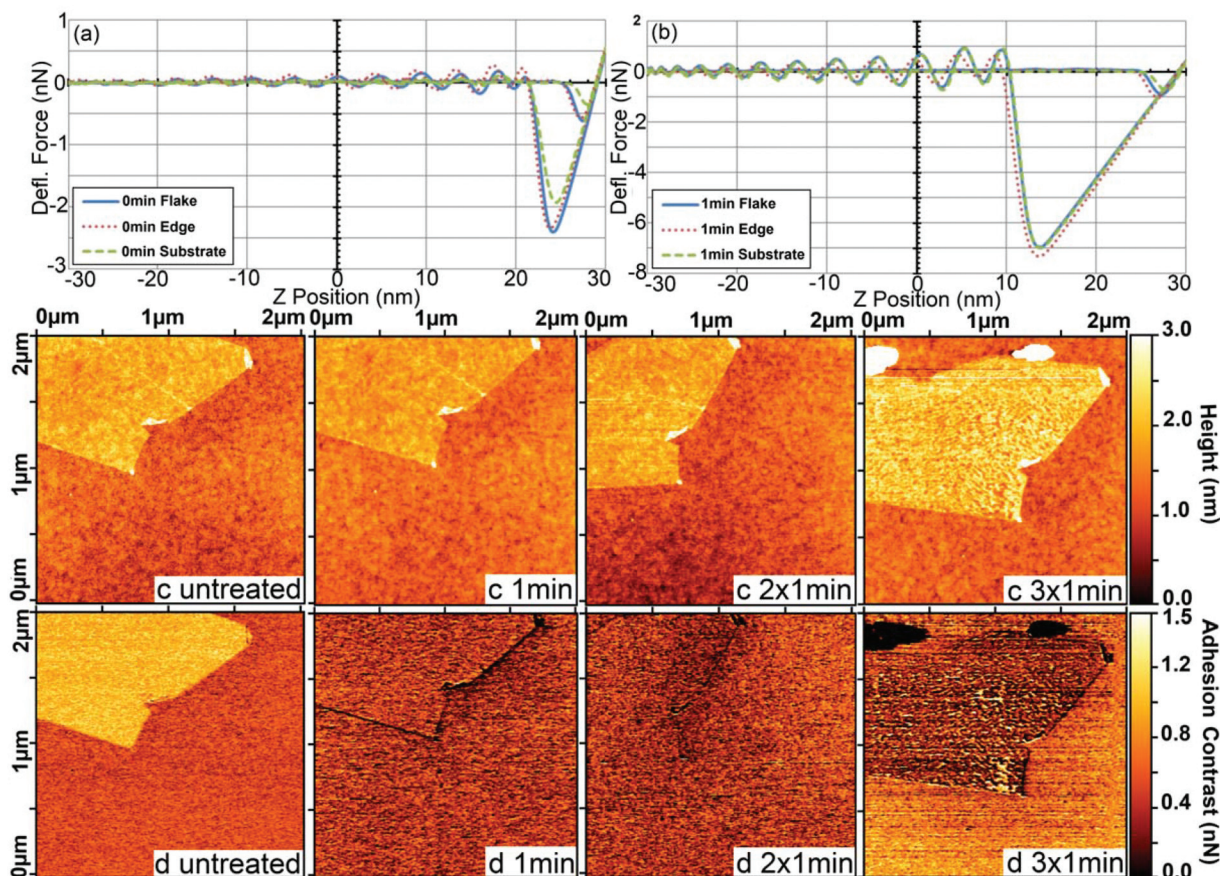 (a)
1
0
-1
-2
-3
Defl. Force (nN)
0min Flake
0min Edge
0min Substrate
-30
-20
-10
0
10
20
30
Z Position (nm)
(b)
2
0
-2
-4
-6
-8
Defl. Force (nN)
1min Flake
1min Edge
1min Substrate
-30
-20
-10
0
10
20
30
Z Position (nm)
0µm 1µm 2µm
0µm 1µm 2µm
0µm 1µm 2µm
0µm 1µm 2µm
2µm
1µm
0µm
c untreated
c 1min
c 2x1min
c 3x1min
3.0
2.0
1.0
0.0
Height (nm)
2µm
1µm
0µm
d untreated
d 1min
d 2x1min
d 3x1min
1.5
1.2
0.8
0.4
0.0
Adhesion Contrast (nN)